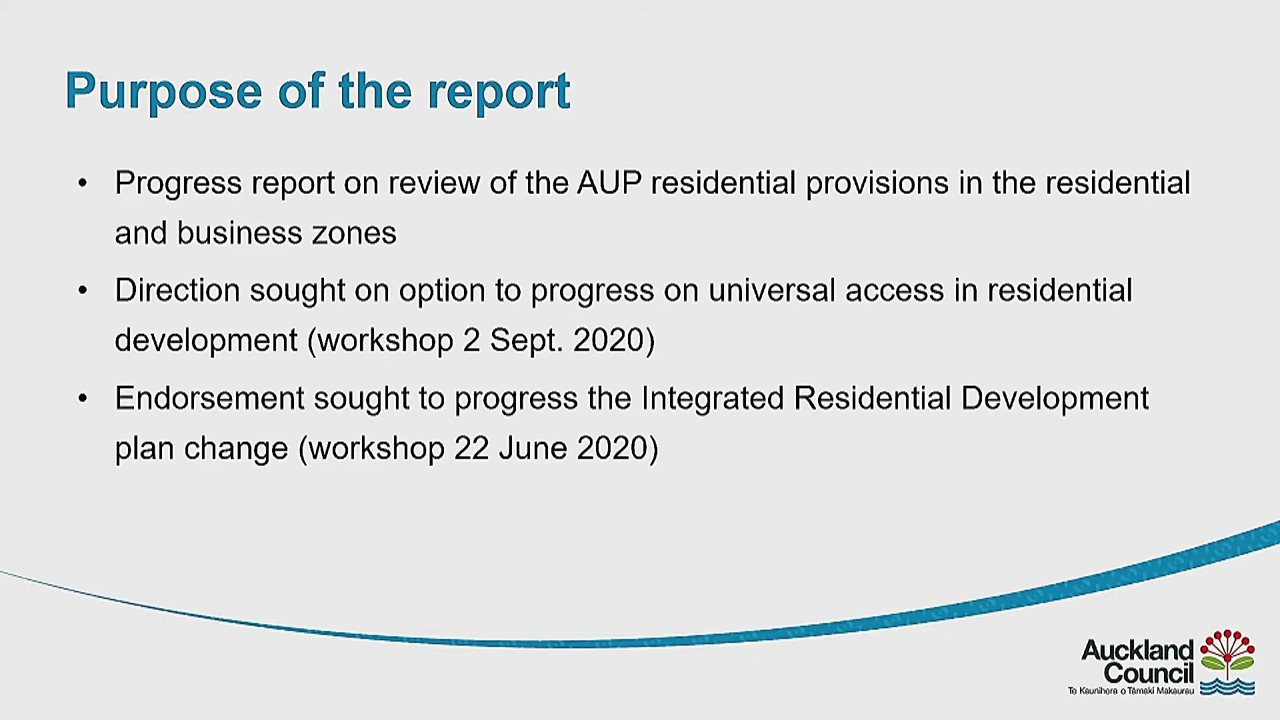 Purpose of the report
• Progress report on review of the AUP residential provisions in the residential
and business zones
• Direction sought on option to progress on universal access in residential
development (workshop 2 Sept. 2020)
• Endorsement sought to progress the Integrated Residential Development
plan change (workshop 22 June 2020)
Auckland
Council
Te Kaunihera o Tāmaki Makaurau